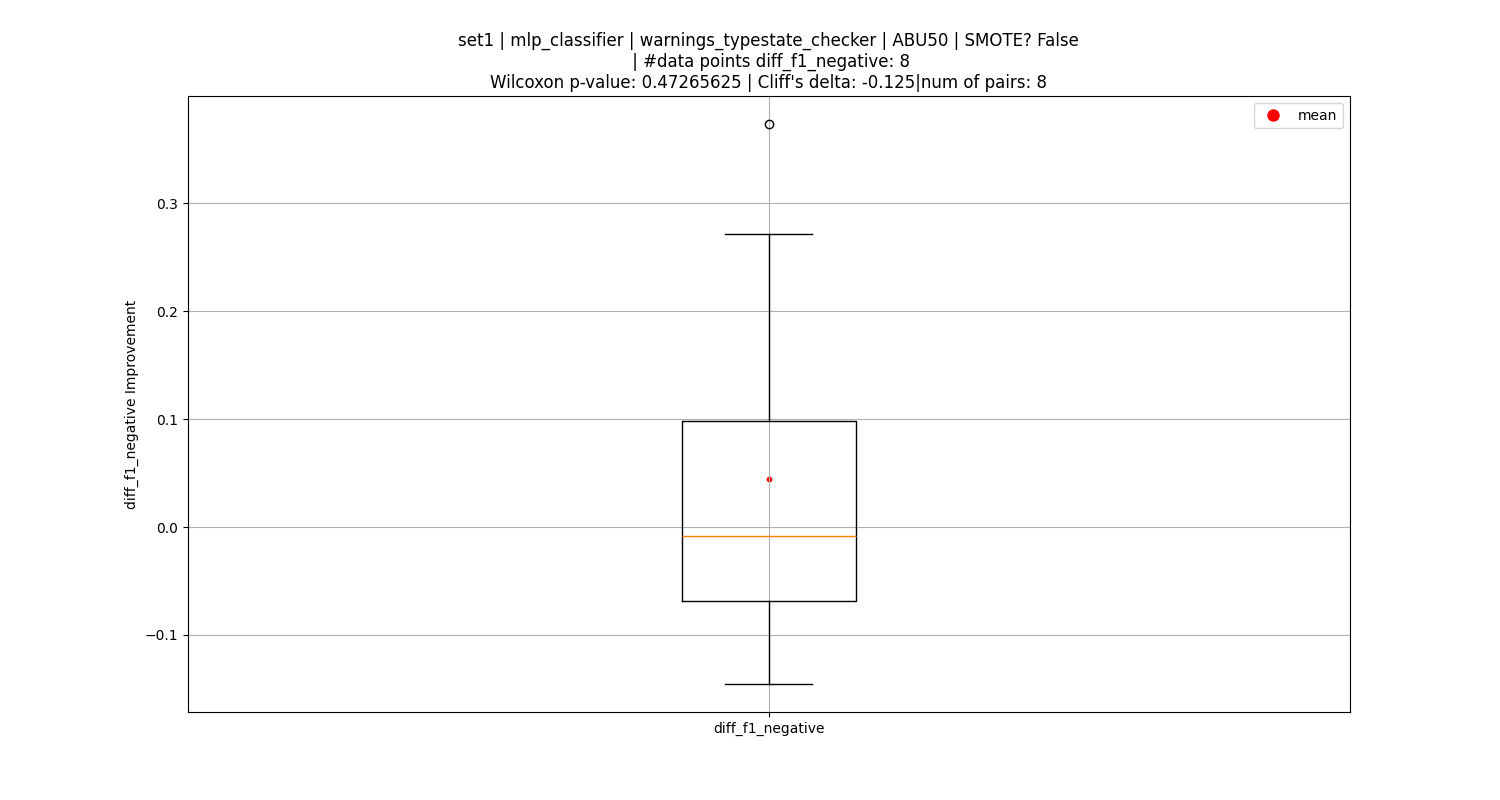 set1 | mlp_classifier | warnings_typestate_checker | ABU50 | SMOTE? False
| #data points diff_f1_negative: 8
Wilcoxon p-value: 0.47265625 | Cliff's delta: -0.125|num of pairs: 8
mean
0.3
0.2
0.1
0.0
−0.1
diff_f1_negative Improvement
diff_f1_negative